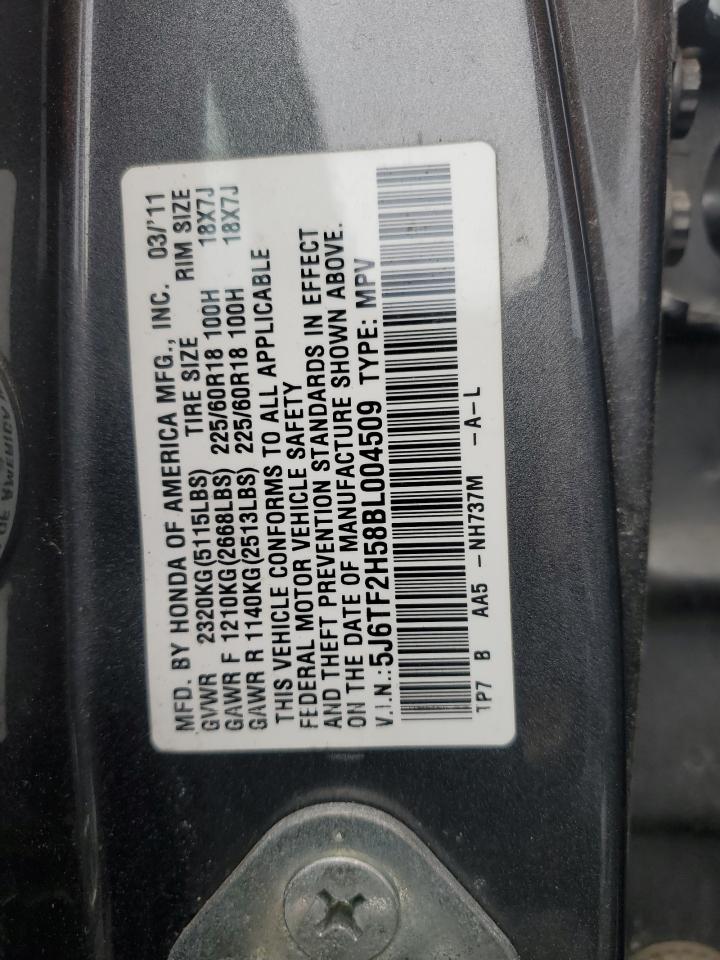 MFD. BY HONDA OF AMERICA MFG., INC. 03/'11
GVWR 2320KG(5115LBS) TIRE SIZE RIM SIZE
GAWR F 1210KG(2668LBS) 225/60R18 100H 18X7J
GAWR R 1140KG(2513LBS) 225/60R18 100H 18X7J
THIS VEHICLE CONFORMS TO ALL APPLICABLE
FEDERAL MOTOR VEHICLE SAFETY
AND THEFT PREVENTION STANDARDS IN EFFECT
ON THE DATE OF MANUFACTURE SHOWN ABOVE.
V.I.N.:5J6TF2H58BL004509 TYPE: MPV
TP7 B AA5 -NH737M -A-L